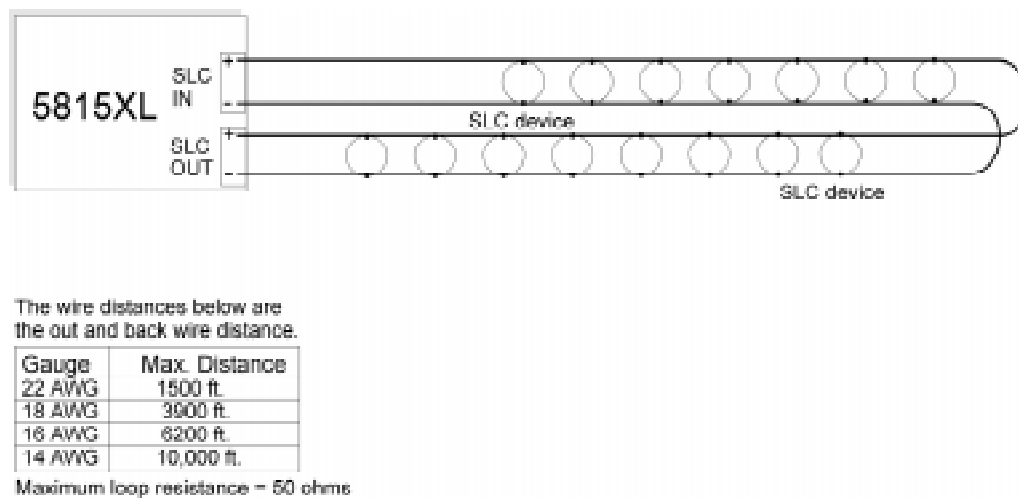 5815XL
SLC IN
+
-
SLC OUT
+
-
SLC device
SLC device
The wire distances below are
the out and back wire distance.
Gauge Max. Distance
22 AWG 1500 ft.
18 AWG 3900 ft.
16 AWG 6200 ft.
14 AWG 10,000 ft.
Maximum loop resistance = 50 ohms